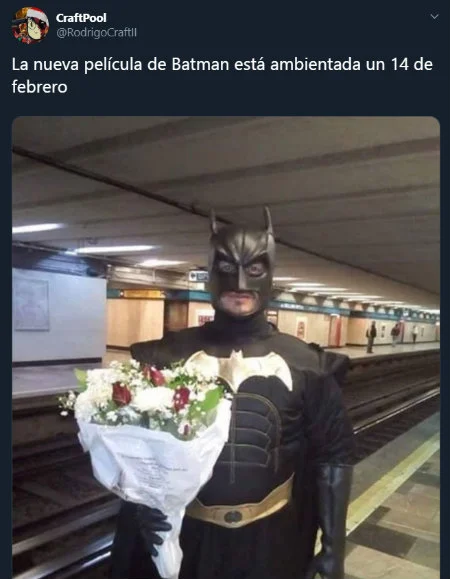 CraftPool
@RodrigoCraftII
La nueva película de Batman está ambientada un 14 de
febrero